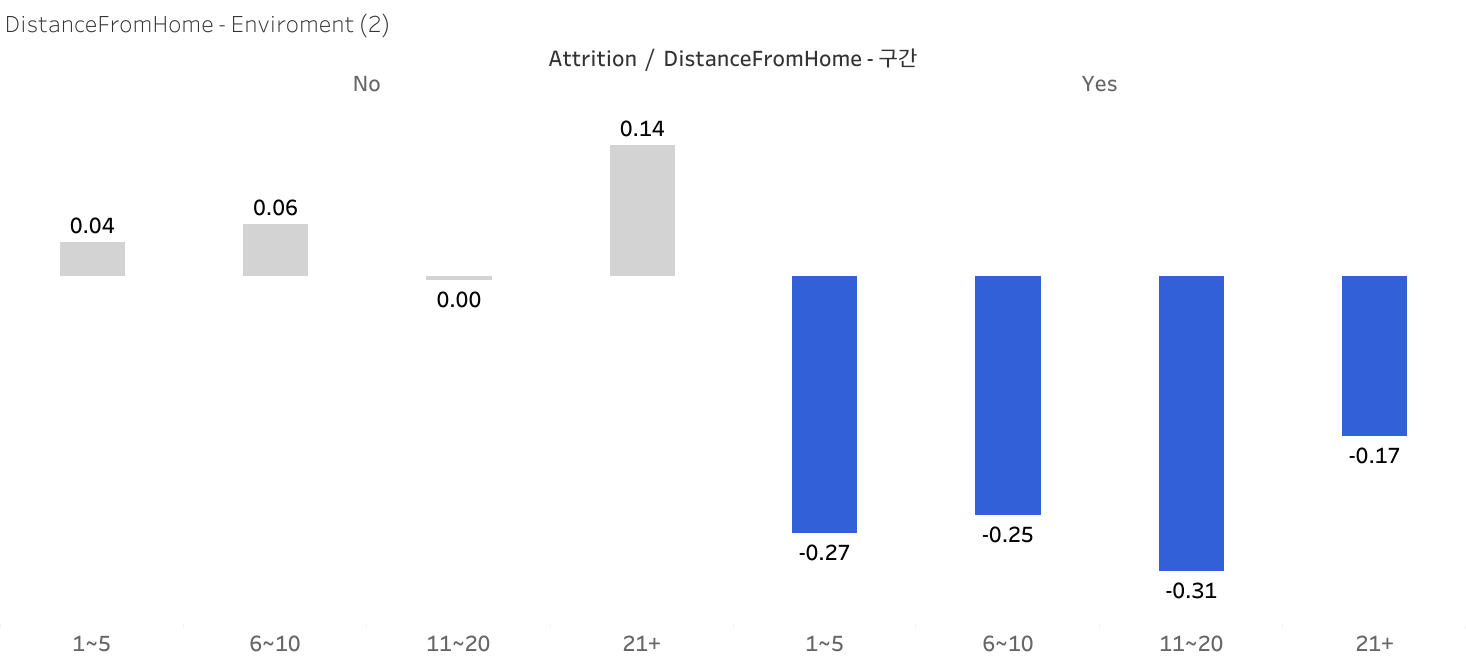 DistanceFromHome - Enviroment (2)
Attrition / DistanceFromHome - 구간
No Yes
0.04 0.06 0.00 0.14 -0.27 -0.25 -0.31 -0.17
1~5 6~10 11~20 21+ 1~5 6~10 11~20 21+